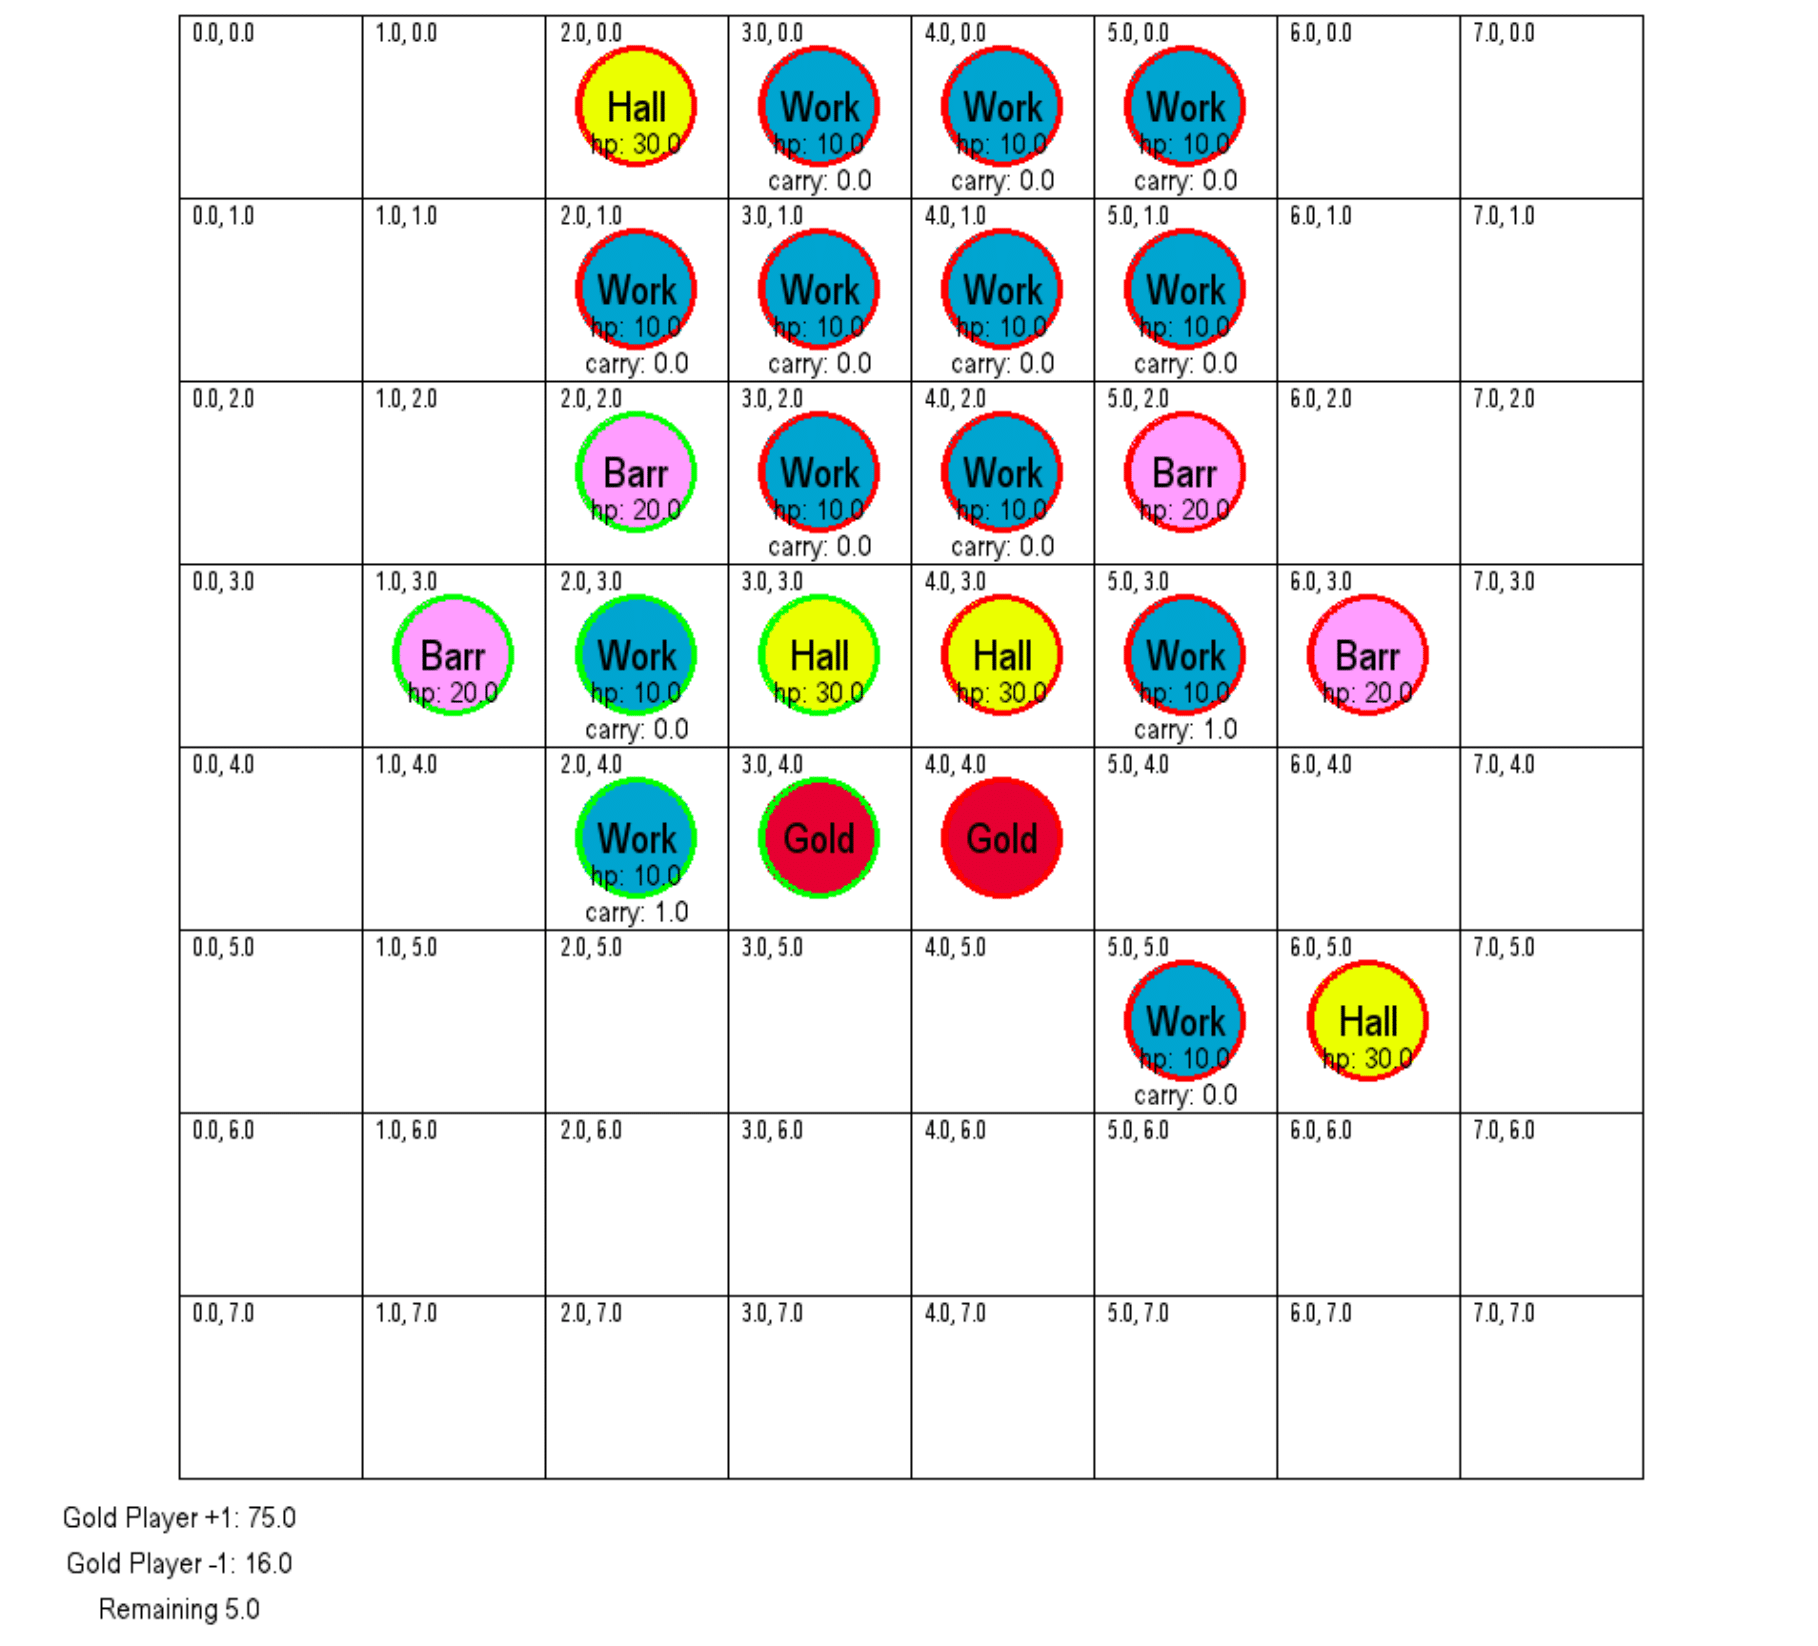 0.0, 0.0 1.0, 0.0 2.0, 0.0 3.0, 0.0 4.0, 0.0 5.0, 0.0 6.0, 0.0 7.0, 0.0
Hall Work Work Work
hp: 30.0 hp: 10.0 hp: 10.0 hp: 10.0
carry: 0.0 carry: 0.0 carry: 0.0
0.0, 1.0 1.0, 1.0 2.0, 1.0 3.0, 1.0 4.0, 1.0 5.0, 1.0 6.0, 1.0 7.0, 1.0
Work Work Work Work
hp: 10.0 hp: 10.0 hp: 10.0 hp: 10.0
carry: 0.0 carry: 0.0 carry: 0.0 carry: 0.0
0.0, 2.0 1.0, 2.0 2.0, 2.0 3.0, 2.0 4.0, 2.0 5.0, 2.0 6.0, 2.0 7.0, 2.0
Barr Work Work Barr
hp: 20.0 hp: 10.0 hp: 10.0 hp: 20.0
carry: 0.0 carry: 0.0
0.0, 3.0 1.0, 3.0 2.0, 3.0 3.0, 3.0 4.0, 3.0 5.0, 3.0 6.0, 3.0 7.0, 3.0
Barr Work Hall Hall Work Barr
hp: 20.0 hp: 10.0 hp: 30.0 hp: 30.0 hp: 10.0 hp: 20.0
carry: 0.0 carry: 1.0
0.0, 4.0 1.0, 4.0 2.0, 4.0 3.0, 4.0 4.0, 4.0 5.0, 4.0 6.0, 4.0 7.0, 4.0
Work Gold Gold
hp: 10.0
carry: 1.0
0.0, 5.0 1.0, 5.0 2.0, 5.0 3.0, 5.0 4.0, 5.0 5.0, 5.0 6.0, 5.0 7.0, 5.0
Work Hall
hp: 10.0 hp: 30.0
carry: 0.0
0.0, 6.0 1.0, 6.0 2.0, 6.0 3.0, 6.0 4.0, 6.0 5.0, 6.0 6.0, 6.0 7.0, 6.0
0.0, 7.0 1.0, 7.0 2.0, 7.0 3.0, 7.0 4.0, 7.0 5.0, 7.0 6.0, 7.0 7.0, 7.0
Gold Player +1: 75.0
Gold Player -1: 16.0
Remaining 5.0